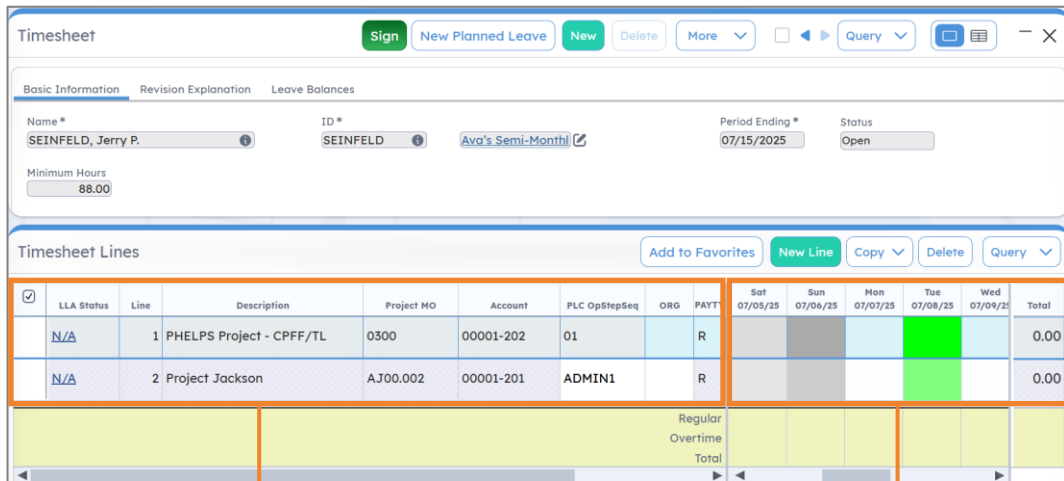 Timesheet Sign New Planned Leave New Delete More Query
Basic Information Revision Explanation Leave Balances
Name * ID * Period Ending * Status
SEINFELD, Jerry P. SEINFELD Ava's Semi-Monthl 07/15/2025 Open
Minimum Hours
88.00
Timesheet Lines Add to Favorites New Line Copy Delete Query
Sat Sun Mon Tue Wed
LLA Status Line Description Project MO Account PLC OpStepSeq ORG PAYTY 07/05/25 07/06/25 07/07/25 07/08/25 07/09/25 Total
N/A 1 PHELPS Project - CPFF/TL 0300 00001-202 01 R 0.00
N/A 2 Project Jackson AJ00.002 00001-201 ADMIN1 R 0.00
Regular
Overtime
Total